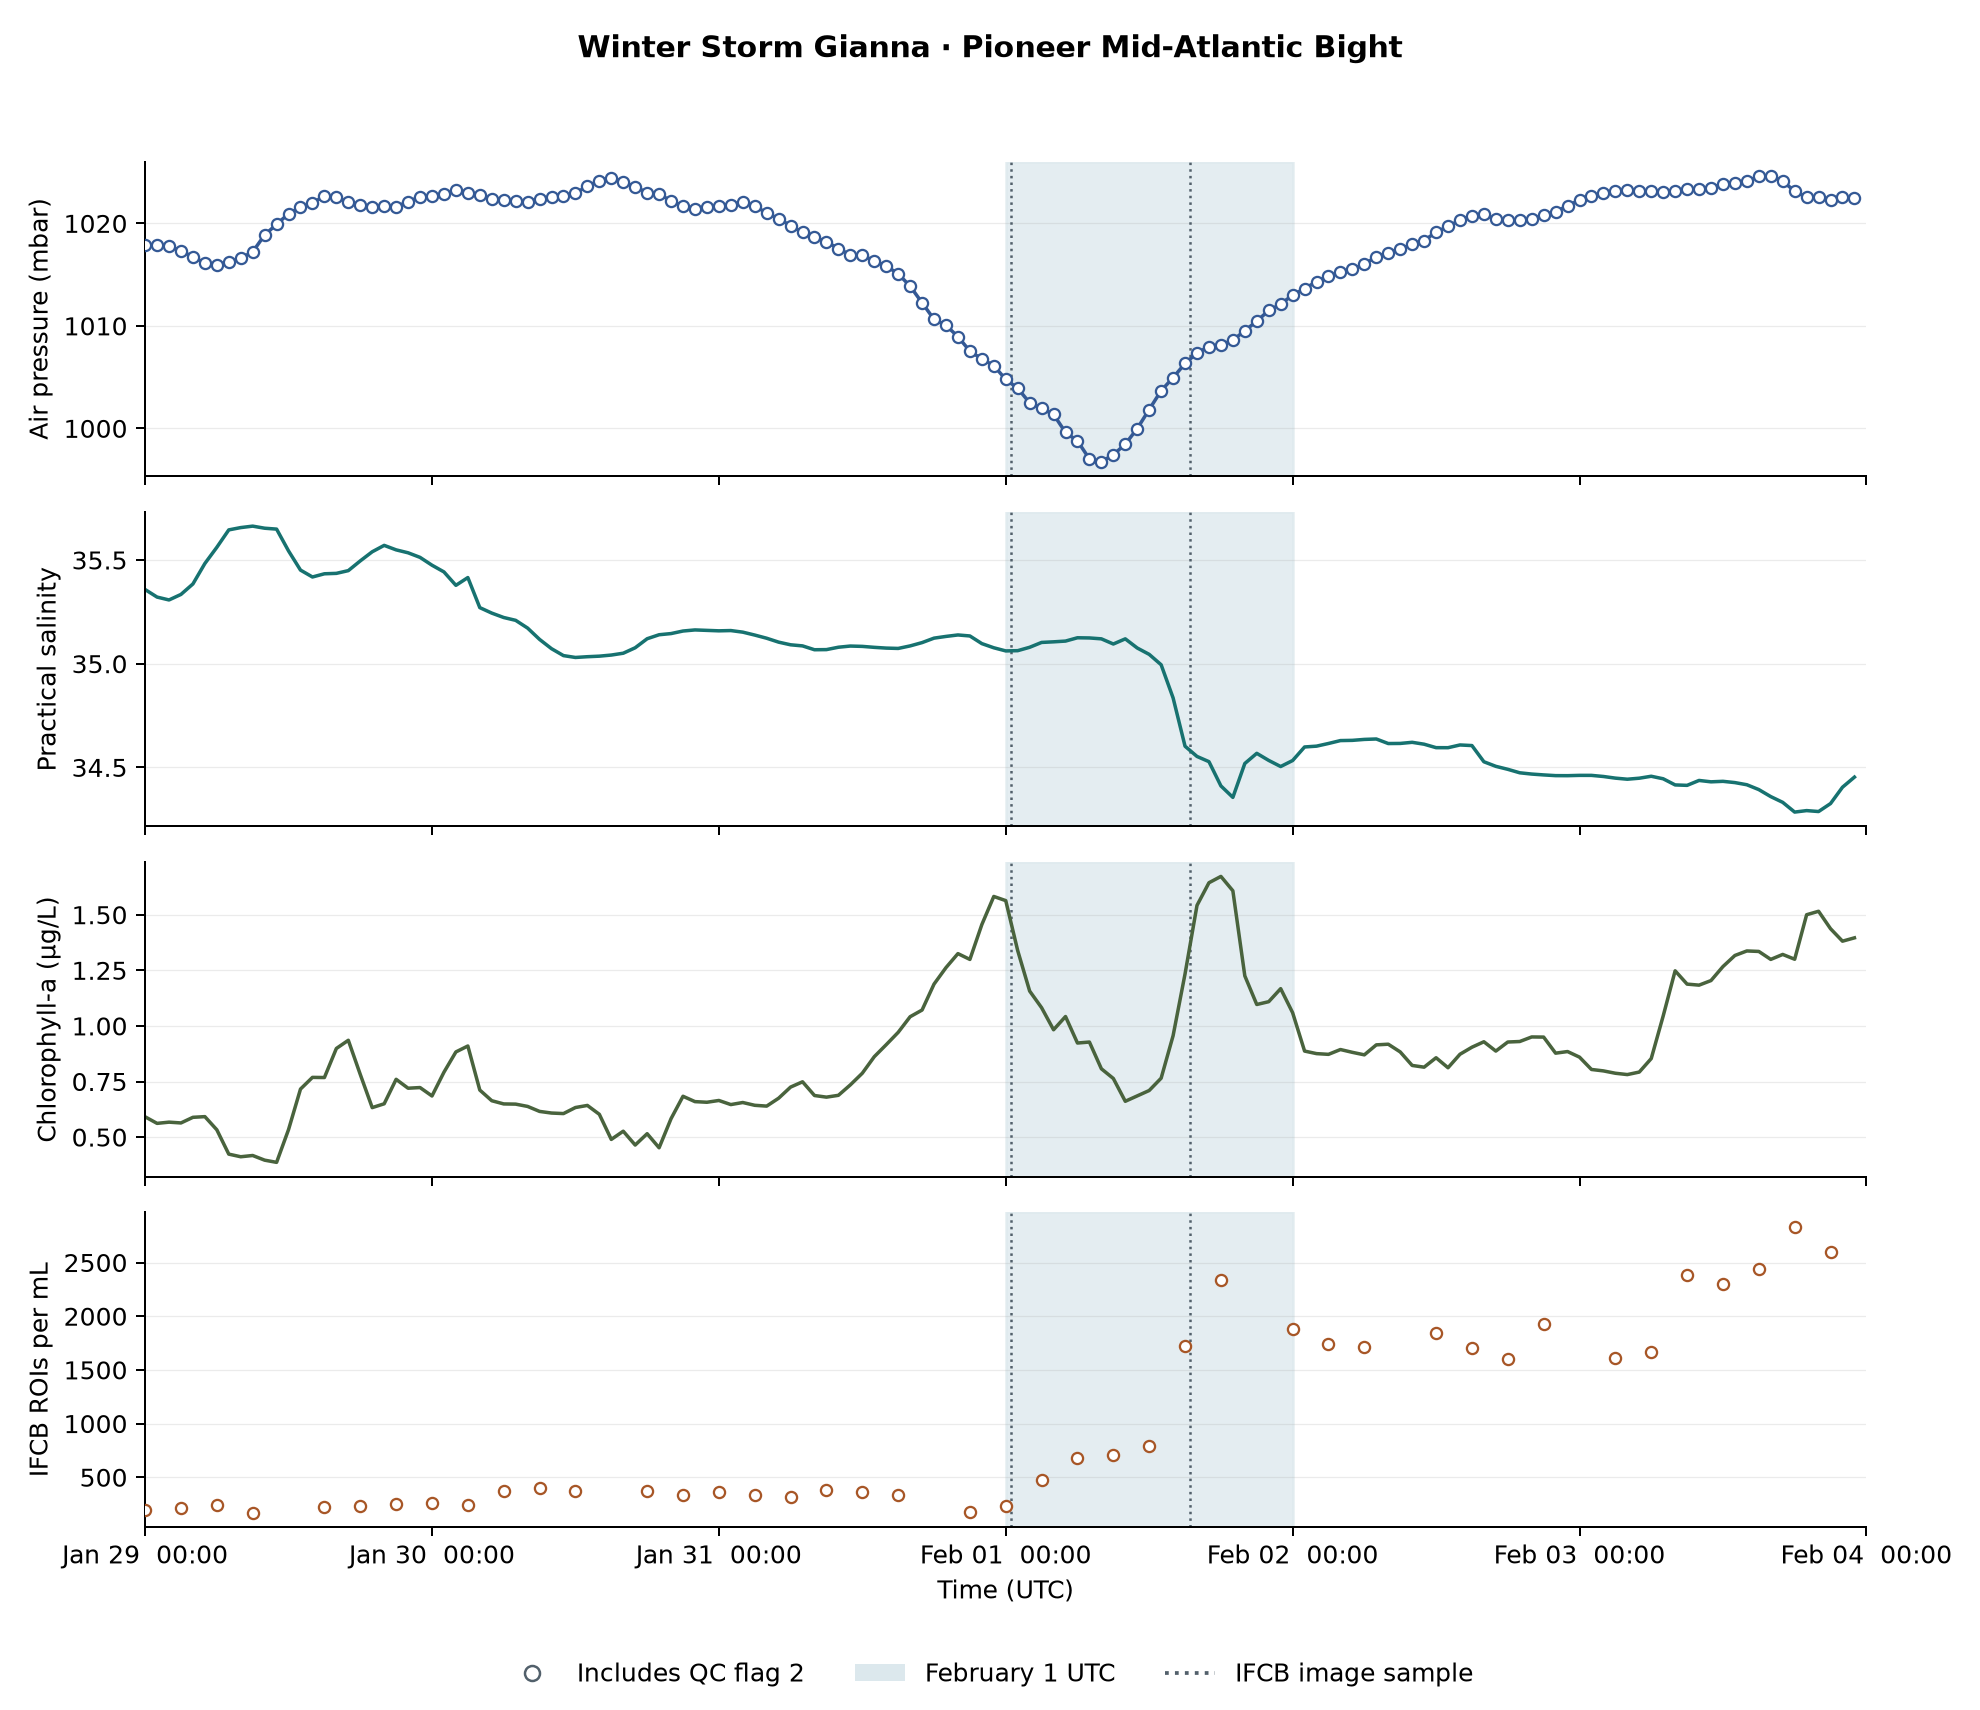 Winter Storm Gianna · Pioneer Mid-Atlantic Bight
Air pressure (mbar)
1020
1010
1000
Practical salinity
35.5
35.0
34.5
Chlorophyll-a (µg/L)
1.50
1.25
1.00
0.75
0.50
IFCB ROIs per mL
2500
2000
1500
1000
500
Jan 29 00:00 Jan 30 00:00 Jan 31 00:00 Feb 01 00:00 Feb 02 00:00 Feb 03 00:00 Feb 04 00:00
Time (UTC)
Includes QC flag 2 February 1 UTC IFCB image sample